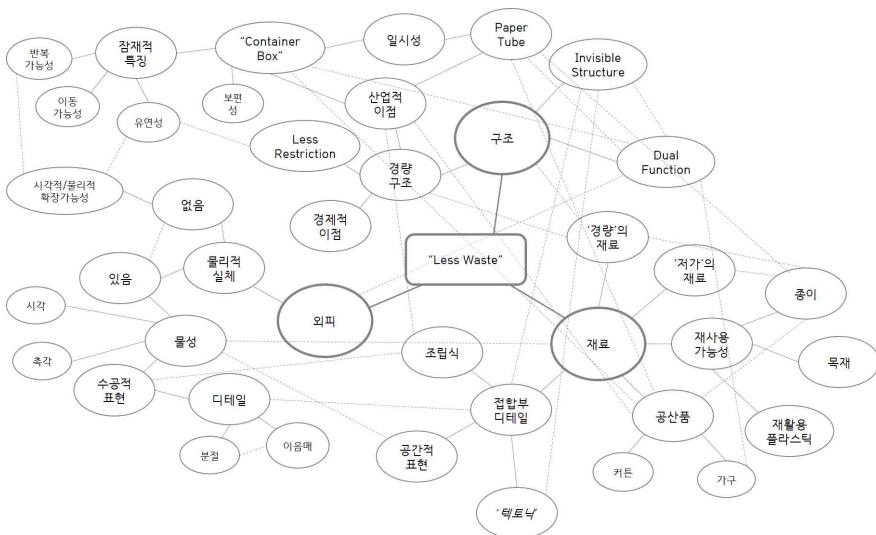 반복
가능성
잠재적
특징
“Container
Box”
일시성
Paper
Tube
Invisible
Structure
이동
가능성
보편
성
산업적
이점
유연성
Less
Restriction
구조
Dual
Function
경량
구조
시각적/물리적
확장가능성
없음
경제적
이점
‘경량’의
재료
물리적
실체
“Less Waste”
‘저가’의
재료
있음
종이
시각
외피
물성
재료
재사용
가능성
조립식
목재
촉각
수공적
표현
디테일
접합부
디테일
공산품
재활용
플라스틱
분절
이음매
공간적
표현
커튼
가구
‘텍토닉’